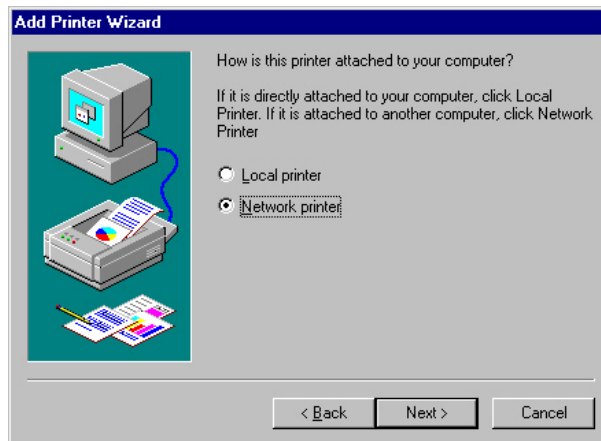 Add Printer Wizard
How is this printer attached to your computer?
If it is directly attached to your computer, click Local
Printer. If it is attached to another computer, click Network
Printer
Local printer
Network printer
< Back
Next >
Cancel